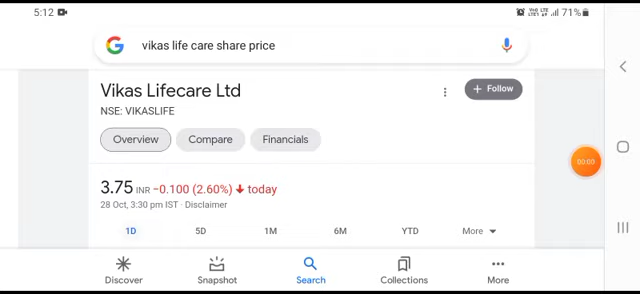 5:12 71%
vikas life care share price
Vikas Lifecare Ltd
+ Follow
NSE: VIKASLIFE
Overview Compare Financials
3.75 INR −0.100 (2.60%) ↓ today
28 Oct, 3:30 pm IST · Disclaimer
1D 5D 1M 6M YTD More
00:00
Discover Snapshot Search Collections More